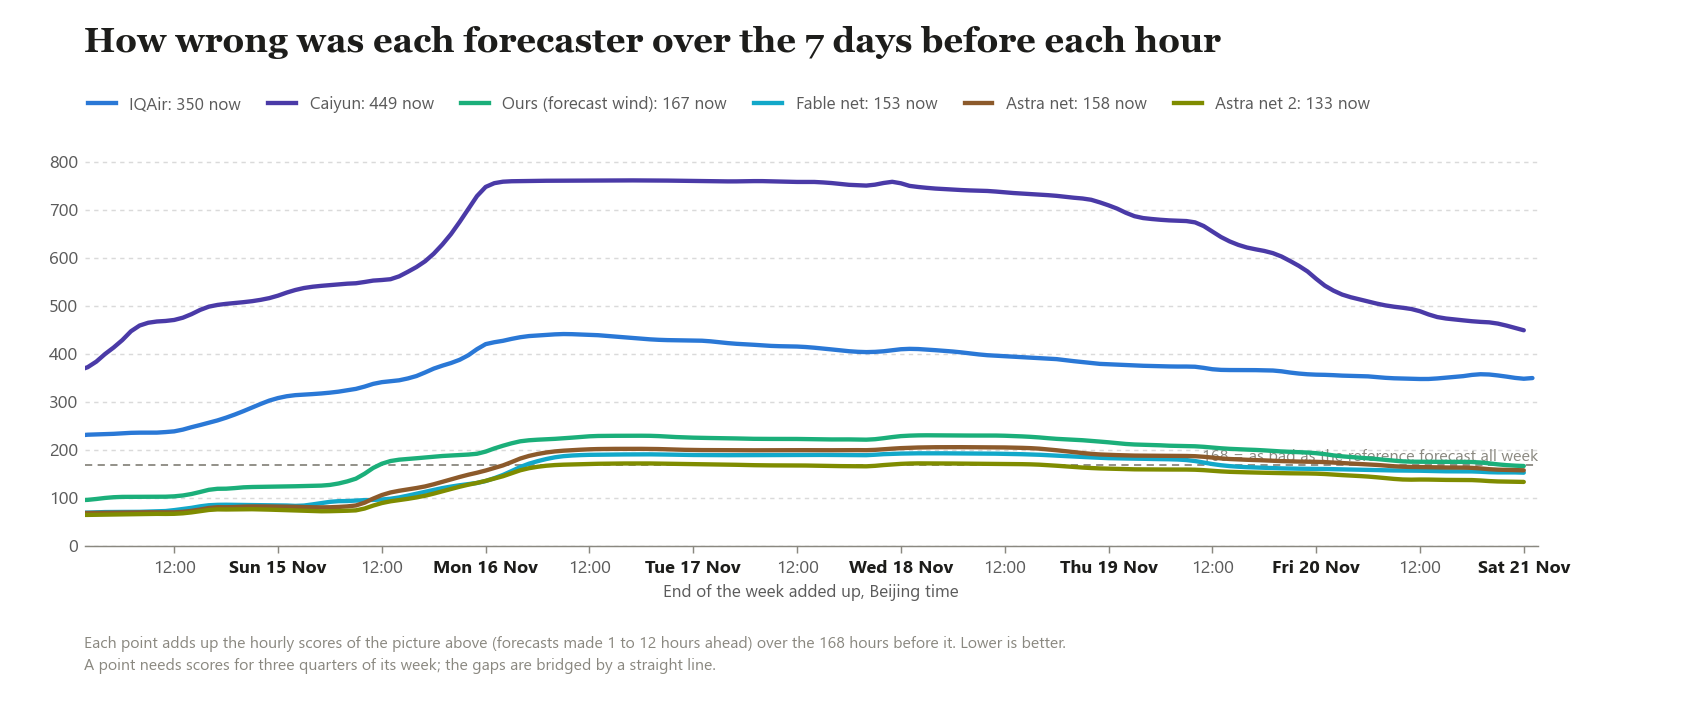 How wrong was each forecaster over the 7 days before each hour
IQAir: 350 now Caiyun: 449 now Ours (forecast wind): 167 now Fable net: 153 now Astra net: 158 now Astra net 2: 133 now
800
700
600
500
400
300
200
168 = as bad as the reference forecast all week
100
0
12:00 Sun 15 Nov 12:00 Mon 16 Nov 12:00 Tue 17 Nov 12:00 Wed 18 Nov 12:00 Thu 19 Nov 12:00 Fri 20 Nov 12:00 Sat 21 Nov
End of the week added up, Beijing time
Each point adds up the hourly scores of the picture above (forecasts made 1 to 12 hours ahead) over the 168 hours before it. Lower is better.
A point needs scores for three quarters of its week; the gaps are bridged by a straight line.